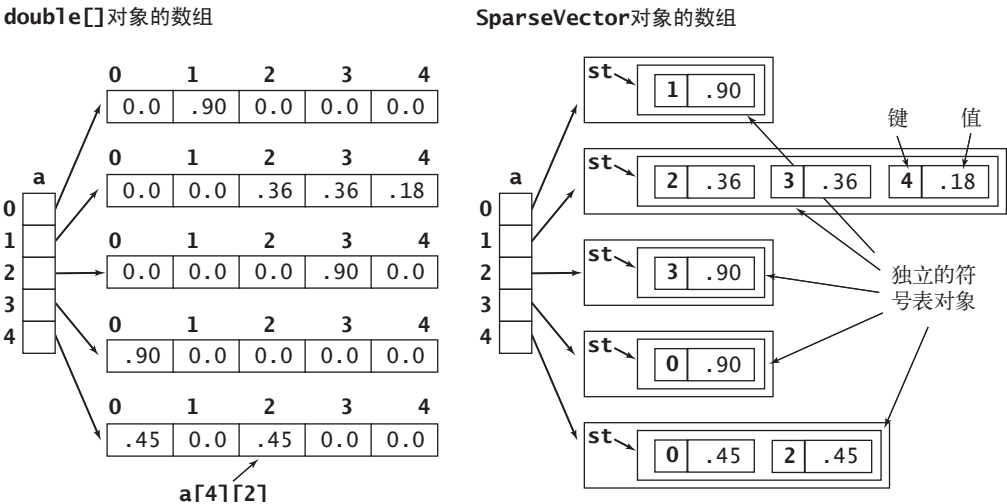 double[]对象的数组
0 1 2 3 4
0.0 .90 0.0 0.0 0.0
0 1 2 3 4
0.0 0.0 .36 .36 .18
a
0
1
2
3
4
0 1 2 3 4
0.0 0.0 0.0 .90 0.0
0 1 2 3 4
.90 0.0 0.0 0.0 0.0
0 1 2 3 4
.45 0.0 .45 0.0 0.0
a[4][2]
SparseVector对象的数组
st 1 .90
键 值
st 2 .36 3 .36 4 .18
a
0
1
2
3
4
st 3 .90
独立的符
号表对象
st 0 .90
st 0 .45 2 .45